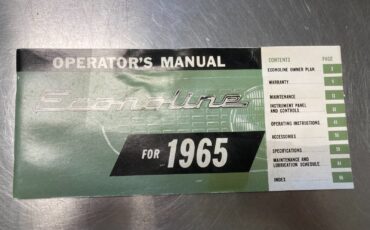 OPERATOR'S MANUAL
Econoline
FOR 1965
CONTENTS PAGE
ECONOLINE OWNER PLAN
WARRANTY
MAINTENANCE
INSTRUMENT PANEL
AND CONTROLS
OPERATING INSTRUCTIONS
ACCESSORIES
SPECIFICATIONS
MAINTENANCE AND
LUBRICATION SCHEDULE
INDEX